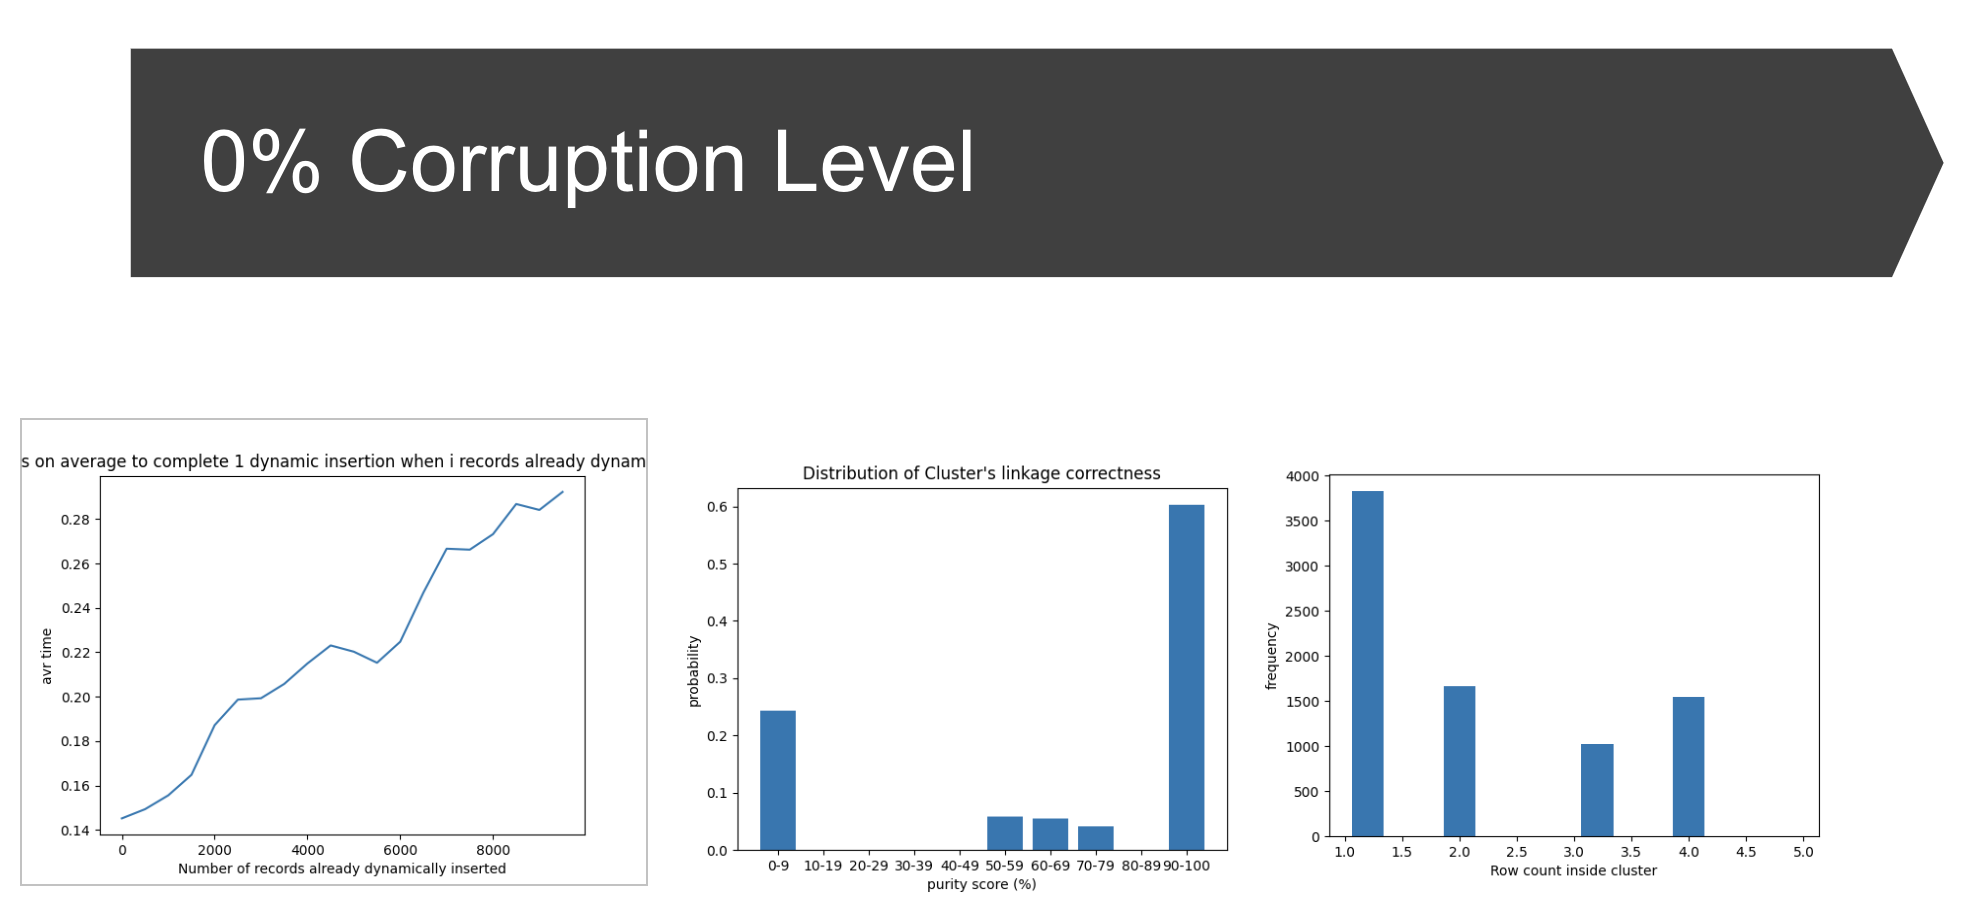 0% Corruption Level
s on average to complete 1 dynamic insertion when i records already dynam
avr time
0.28
0.26
0.24
0.22
0.20
0.18
0.16
0.14
0 2000 4000 6000 8000
Number of records already dynamically inserted
Distribution of Cluster's linkage correctness
probability
0.6
0.5
0.4
0.3
0.2
0.1
0.0
0-9 10-19 20-29 30-39 40-49 50-59 60-69 70-79 80-89 90-100
purity score (%)
frequency
4000
3500
3000
2500
2000
1500
1000
500
0
1.0 1.5 2.0 2.5 3.0 3.5 4.0 4.5 5.0
Row count inside cluster